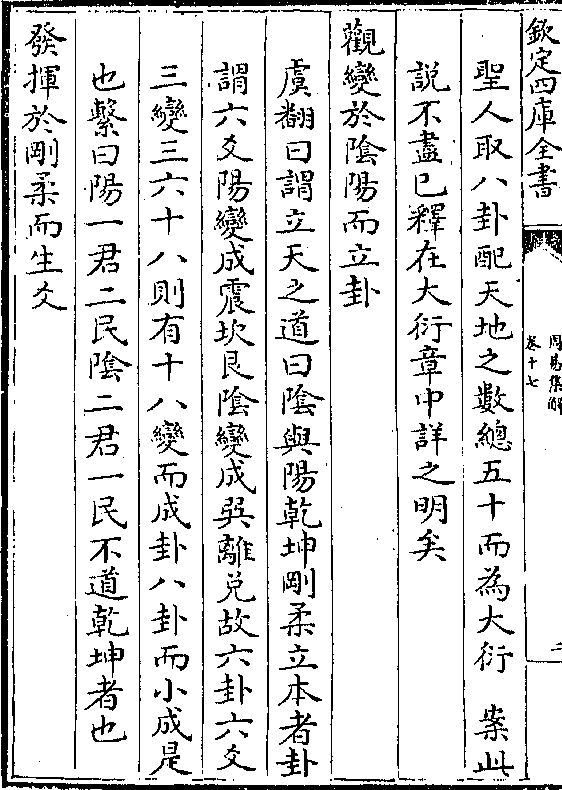 欽定四庫全書
周易集解
卷十七
二
聖人取八卦配天地之數總五十而為大衍　案此
說不盡已釋在大衍章中詳之明矣
觀變於陰陽而立卦
虞翻曰謂立天之道曰陰與陽乾坤剛柔立本者卦
謂六爻陽變成震坎艮陰變成巽離兌故六卦六爻
三變三六十八則有十八變而成卦八卦而小成是
也繫曰陽一君二民陰二君一民不道乾坤者也
發揮於剛柔而生爻